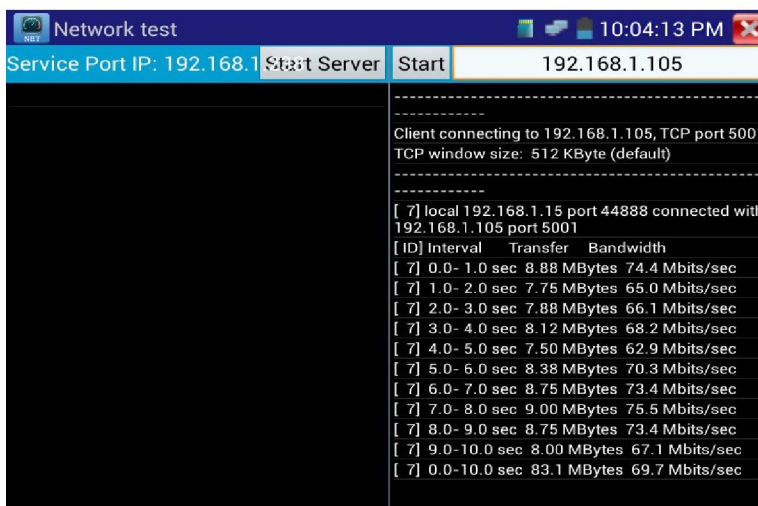 NET
Network test
10:04:13 PM
Service Port IP: 192.168.1
Start Server
Start
192.168.1.105
------------------------------------------------------------
------------
Client connecting to 192.168.1.105, TCP port 500
TCP window size: 512 KByte (default)
------------------------------------------------------------
------------
[ 7] local 192.168.1.15 port 44888 connected with
192.168.1.105 port 5001
[ ID] Interval Transfer Bandwidth
[ 7] 0.0- 1.0 sec 8.88 MBytes 74.4 Mbits/sec
[ 7] 1.0- 2.0 sec 7.75 MBytes 65.0 Mbits/sec
[ 7] 2.0- 3.0 sec 7.88 MBytes 66.1 Mbits/sec
[ 7] 3.0- 4.0 sec 8.12 MBytes 68.2 Mbits/sec
[ 7] 4.0- 5.0 sec 7.50 MBytes 62.9 Mbits/sec
[ 7] 5.0- 6.0 sec 8.38 MBytes 70.3 Mbits/sec
[ 7] 6.0- 7.0 sec 8.75 MBytes 73.4 Mbits/sec
[ 7] 7.0- 8.0 sec 9.00 MBytes 75.5 Mbits/sec
[ 7] 8.0- 9.0 sec 8.75 MBytes 73.4 Mbits/sec
[ 7] 9.0-10.0 sec 8.00 MBytes 67.1 Mbits/sec
[ 7] 0.0-10.0 sec 83.1 MBytes 69.7 Mbits/sec